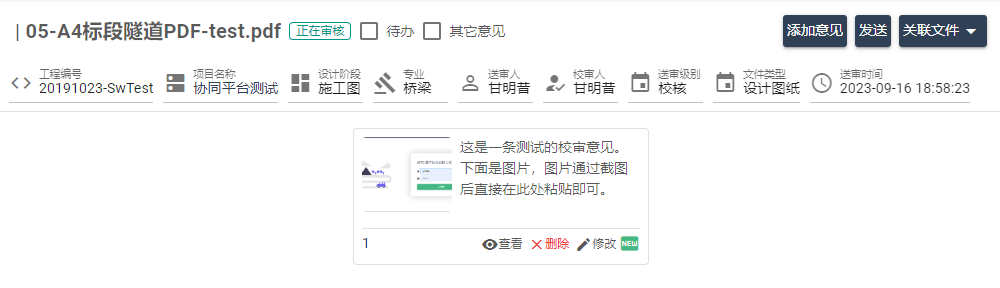 | 05-A4标段隧道PDF-test.pdf 正在审核 待办 其它意见 添加意见 发送 关联文件
工程编号 项目名称 设计阶段 专业 送审人 校审人 送审级别 文件类型 送审时间
20191023-SwTest 协同平台测试 施工图 桥梁 甘明昔 甘明昔 校核 设计图纸 2023-09-16 18:58:23
这是一条测试的校审意见。
下面是图片，图片通过截图
后直接在此处粘贴即可。
1 查看 删除 修改 NEW